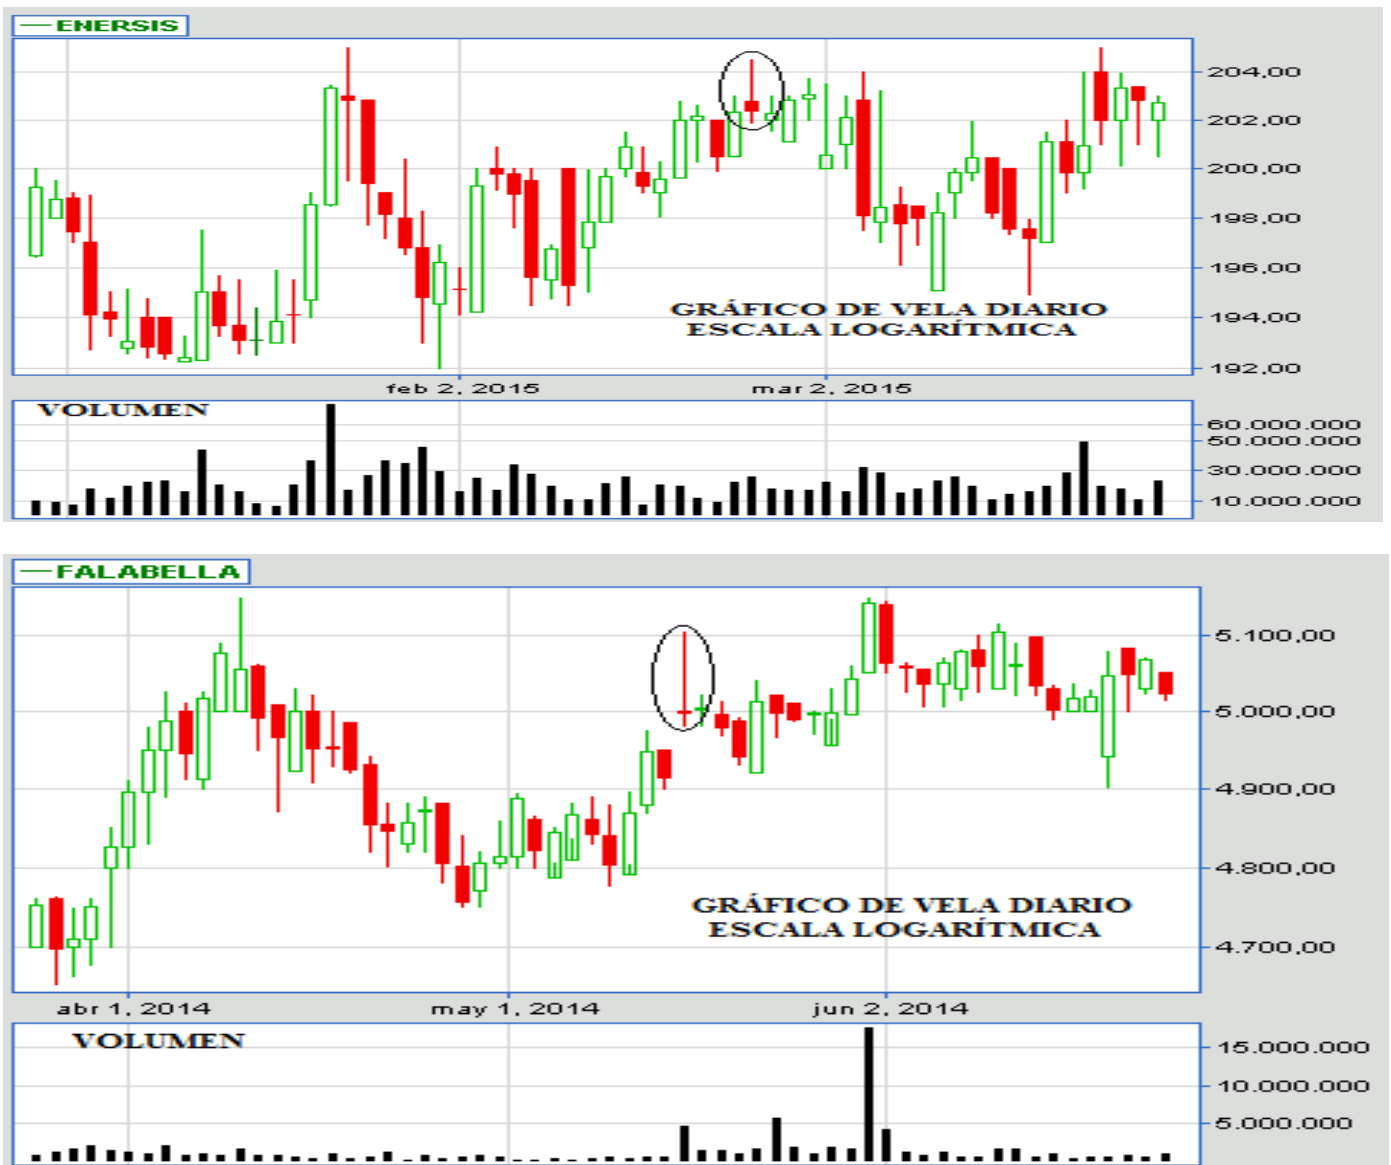 ENERSIS
204,00
202,00
200,00
198,00
196,00
194,00
192,00
GRÁFICO DE VELA DIARIO
ESCALA LOGARÍTMICA
feb 2, 2015
mar 2, 2015
VOLUMEN
60.000.000
50.000.000
30.000.000
10.000.000
FALABELLA
5.100,00
5.000,00
4.900,00
4.800,00
4.700,00
GRÁFICO DE VELA DIARIO
ESCALA LOGARÍTMICA
abr 1, 2014
may 1, 2014
jun 2, 2014
VOLUMEN
15.000.000
10.000.000
5.000.000